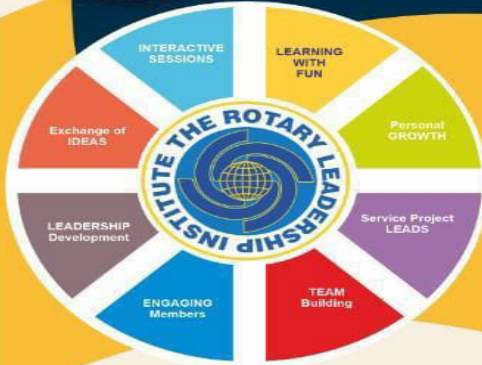 INTERACTIVE
SESSIONS
LEARNING
WITH
FUN
Exchange of
IDEAS
Personal
GROWTH
THE ROTARY LEADERSHIP INSTITUTE
LEADERSHIP
Development
Service Project
LEADS
ENGAGING
Members
TEAM
Building